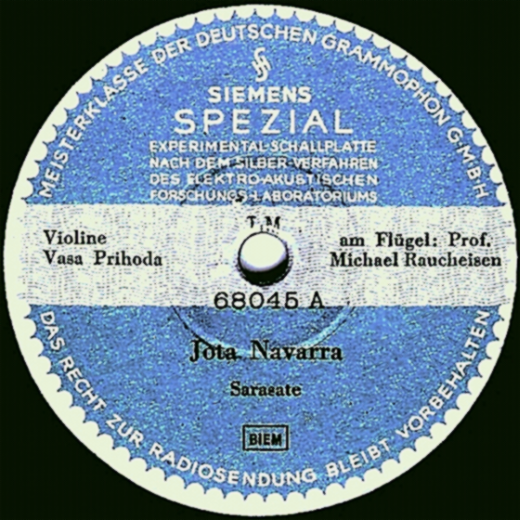 MEISTERKLASSE DER DEUTSCHEN GRAMMOPHON G·M·B·H
SIEMENS
SPEZIAL
EXPERIMENTAL-SCHALLPLATTE
NACH DEM SILBER-VERFAHREN
DES ELEKTRO-AKUSTISCHEN
FORSCHUNGS-LABORATORIUMS
T.M
Violine
Vasa Prihoda
am Flügel: Prof.
Michael Raucheisen
68045 A
Jota Navarra
Sarasate
BIEM
DAS RECHT ZUR RADIOSENDUNG BLEIBT VORBEHALTEN